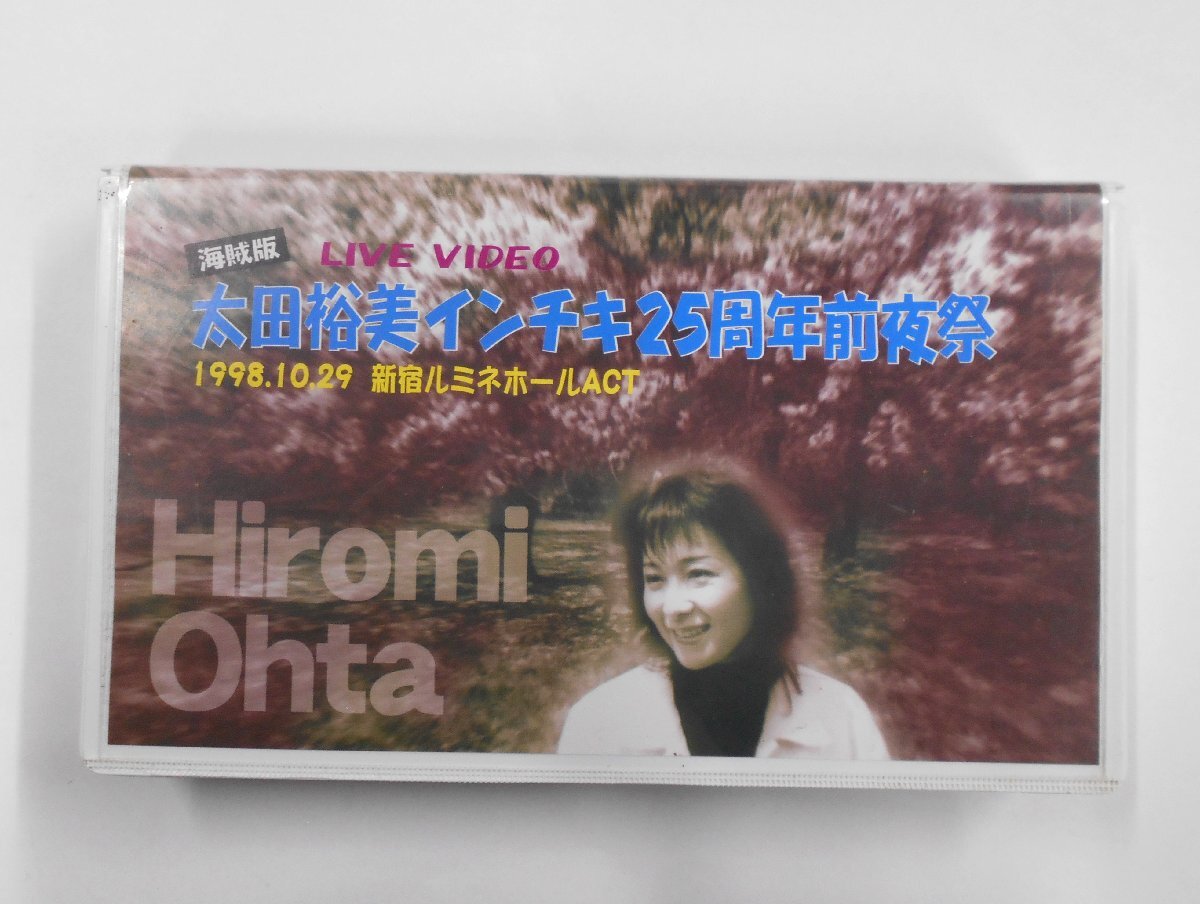 海賊版 LIVE VIDEO
太田裕美インチキ25周年前夜祭
1998.10.29 新宿ルミネホールACT
Hiromi
Ohta